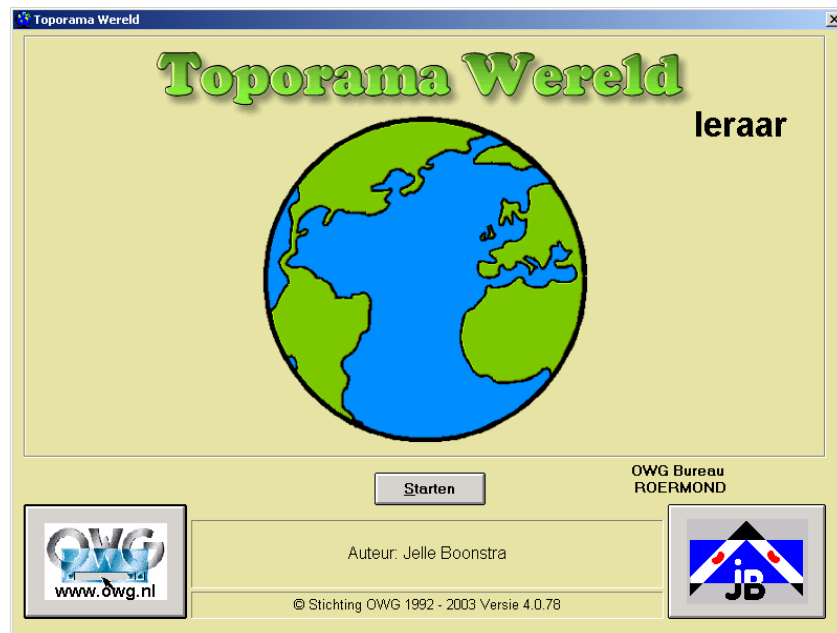 Toporama Wereld
Toporama Wereld
leraar
Starten
OWG Bureau
ROERMOND
OWG
www.owg.nl
Auteur: Jelle Boonstra
© Stichting OWG 1992 - 2003 Versie 4.0.78
jB